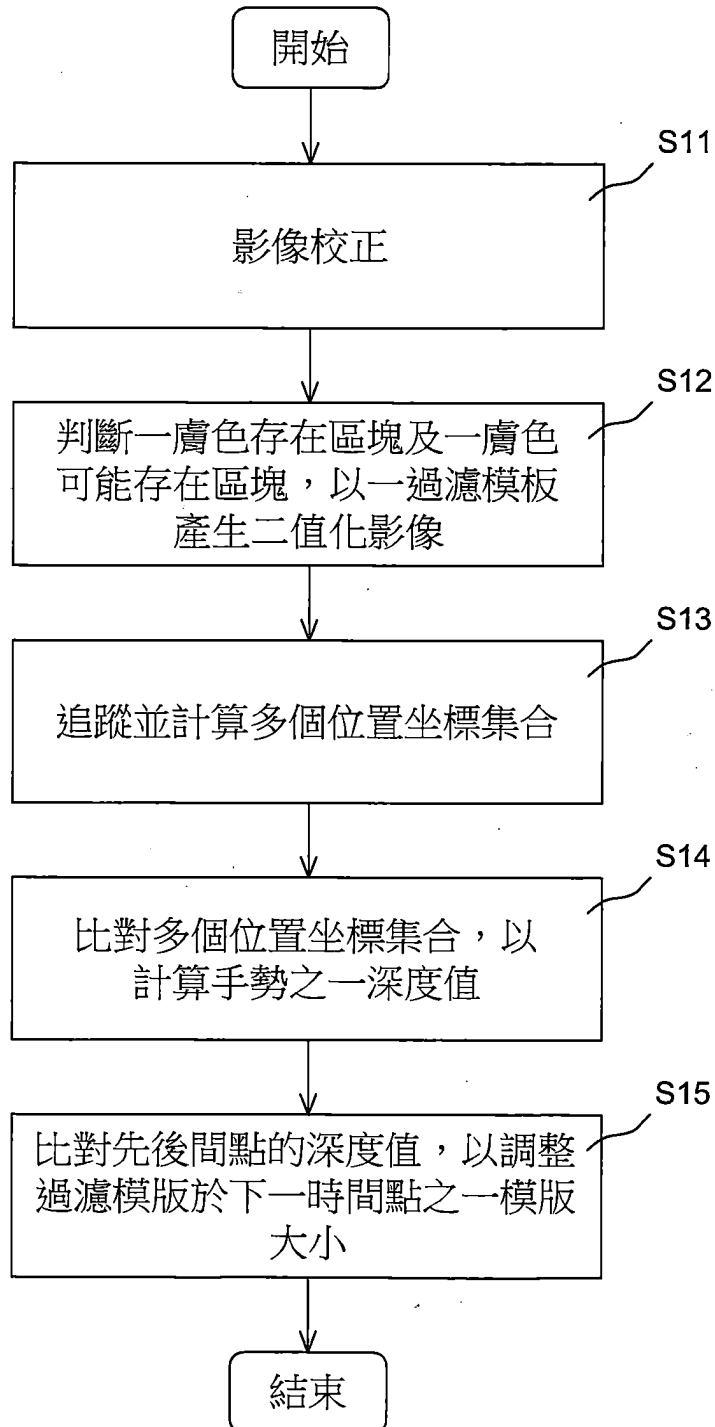 開始
S11
影像校正
S12
判斷一膚色存在區塊及一膚色
可能存在區塊，以一過濾模板
產生二值化影像
S13
追蹤並計算多個位置坐標集合
S14
比對多個位置坐標集合，以
計算手勢之一深度值
S15
比對先後間點的深度值，以調整
過濾模版於下一時間點之一模版
大小
結束